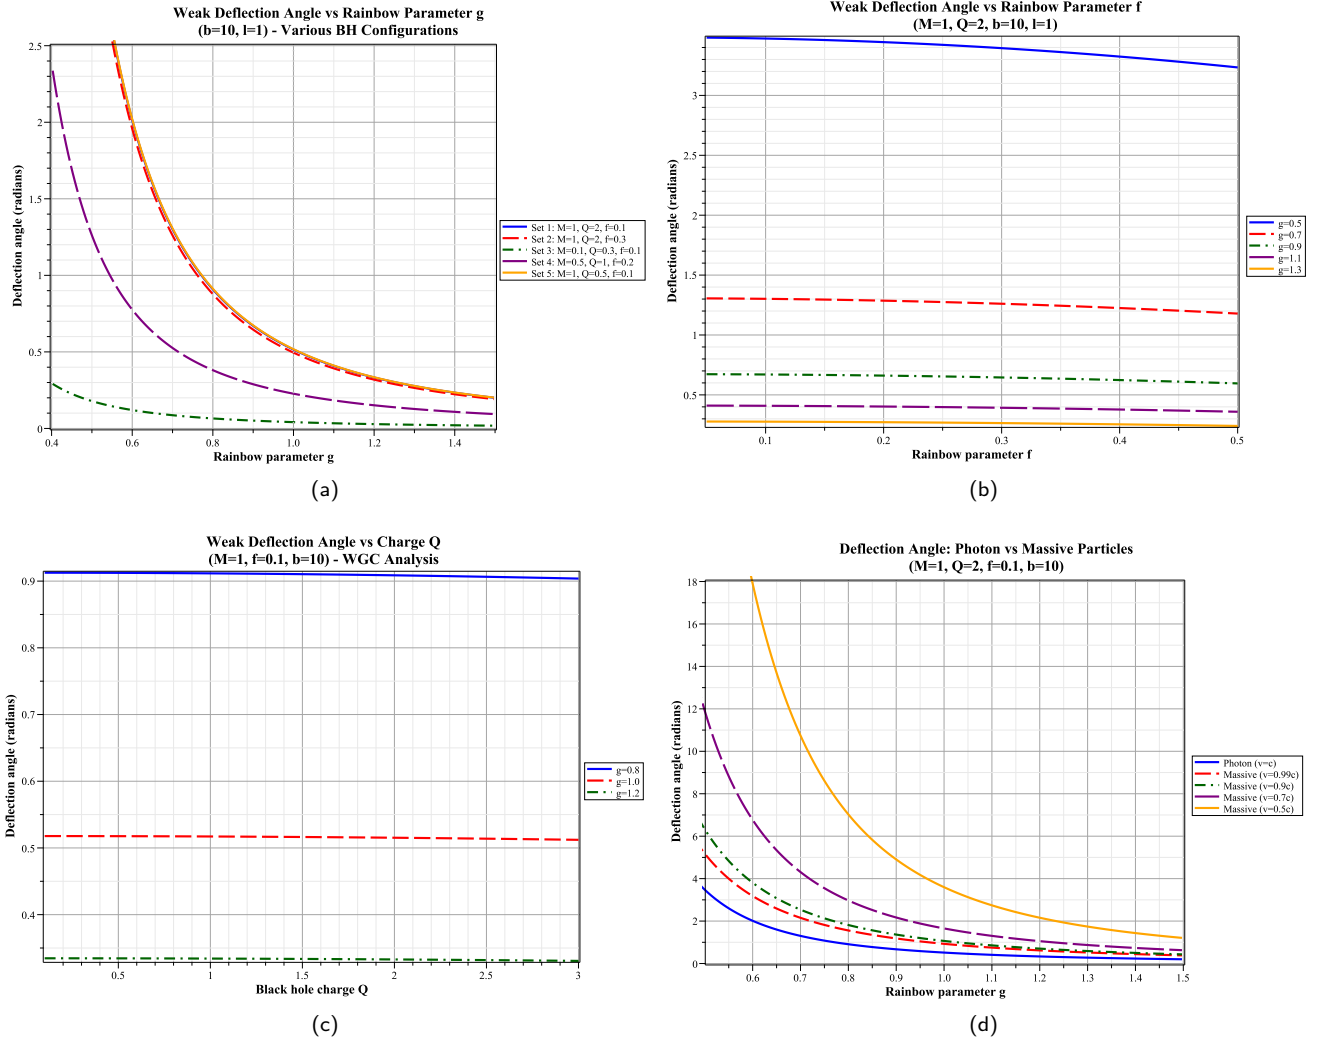 Weak Deflection Angle vs Rainbow Parameter g
(b=10, l=1) - Various BH Configurations
2.5
2
1.5
1
0.5
0
Deflection angle (radians)
0.4 0.6 0.8 1.0 1.2 1.4
Rainbow parameter g
Set 1: M=1, Q=2, f=0.1
Set 2: M=1, Q=2, f=0.3
Set 3: M=0.1, Q=0.3, f=0.1
Set 4: M=0.5, Q=1, f=0.2
Set 5: M=1, Q=0.5, f=0.1
(a)
Weak Deflection Angle vs Rainbow Parameter f
(M=1, Q=2, b=10, l=1)
3
3.5
2
1.5
1
0.5
Deflection angle (radians)
0.1 0.2 0.3 0.4 0.5
Rainbow parameter f
g=0.5
g=0.7
g=0.9
g=1.1
g=1.3
(b)
Weak Deflection Angle vs Charge Q
(M=1, f=0.1, b=10) - WGC Analysis
0.9
0.8
0.7
0.6
0.5
0.4
Deflection angle (radians)
0.5 1 1.5 2 2.5 3
Black hole charge Q
g=0.8
g=1.0
g=1.2
(c)
Deflection Angle: Photon vs Massive Particles
(M=1, Q=2, f=0.1, b=10)
18
16
14
12
10
8
6
4
2
0
Deflection angle (radians)
0.6 0.7 0.8 0.9 1.0 1.1 1.2 1.3 1.4 1.5
Rainbow parameter g
Photon (v=c)
Massive (v=0.99c)
Massive (v=0.9c)
Massive (v=0.7c)
Massive (v=0.5c)
(d)